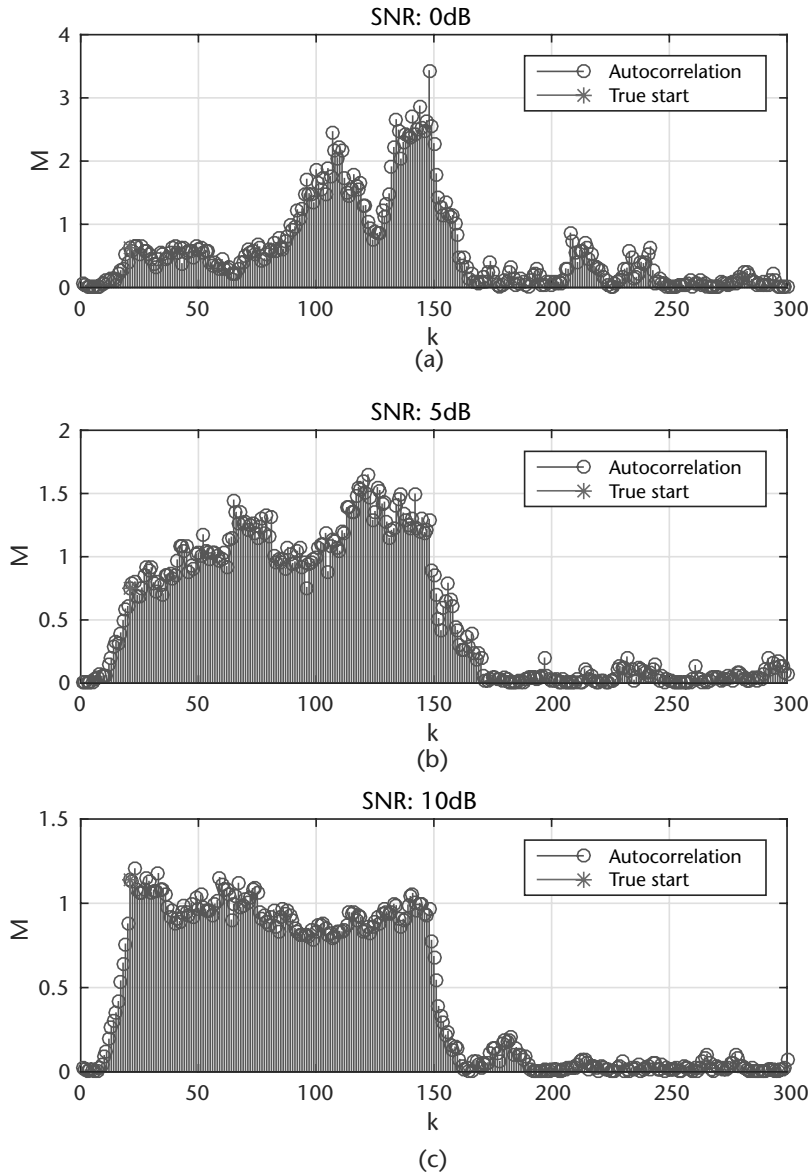 SNR: 0dB
4
3
2
1
0
M
Autocorrelation
True start
0 50 100 150 200 250 300
k
(a)
SNR: 5dB
2
1.5
1
0.5
0
M
Autocorrelation
True start
0 50 100 150 200 250 300
k
(b)
SNR: 10dB
1.5
1
0.5
0
M
Autocorrelation
True start
0 50 100 150 200 250 300
k
(c)